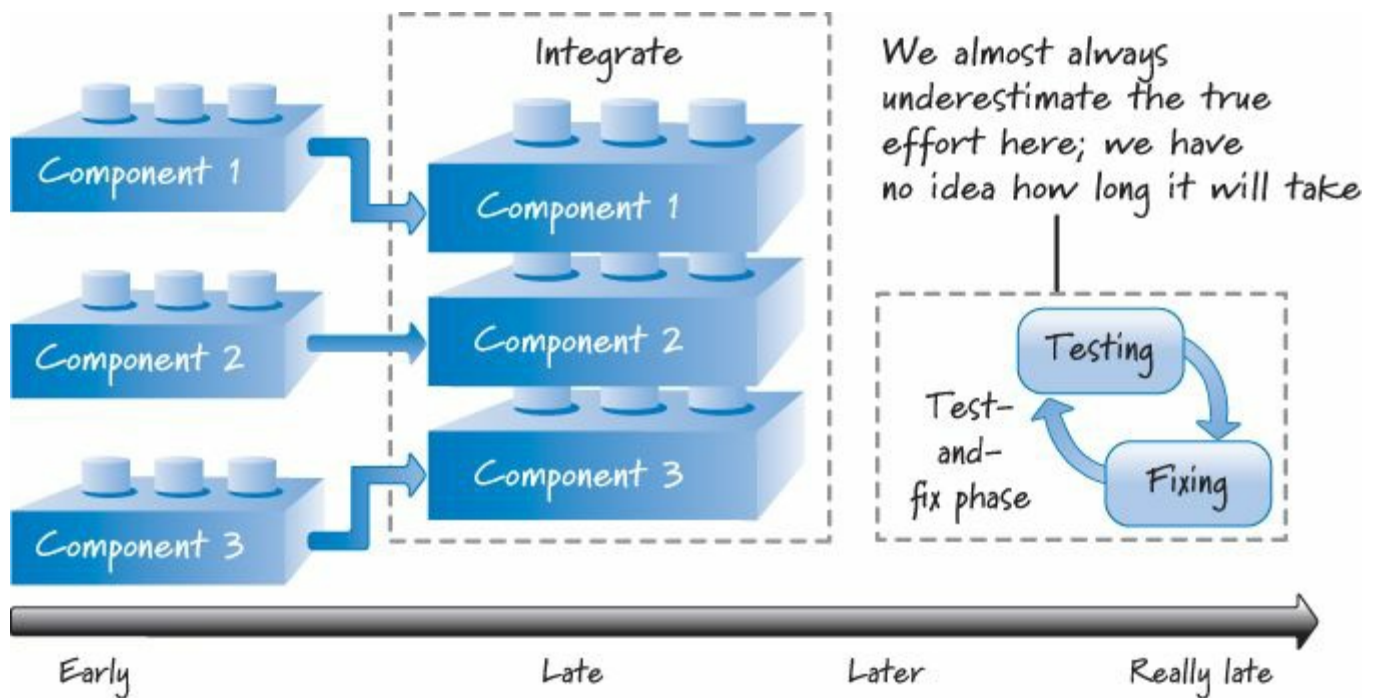 Integrate
Component 1
Component 2
Component 3
Component 1
Component 2
Component 3
We almost always
underestimate the true
effort here; we have
no idea how long it will take
Testing
Test-
and-
fix phase
Fixing
Early
Late
Later
Really late